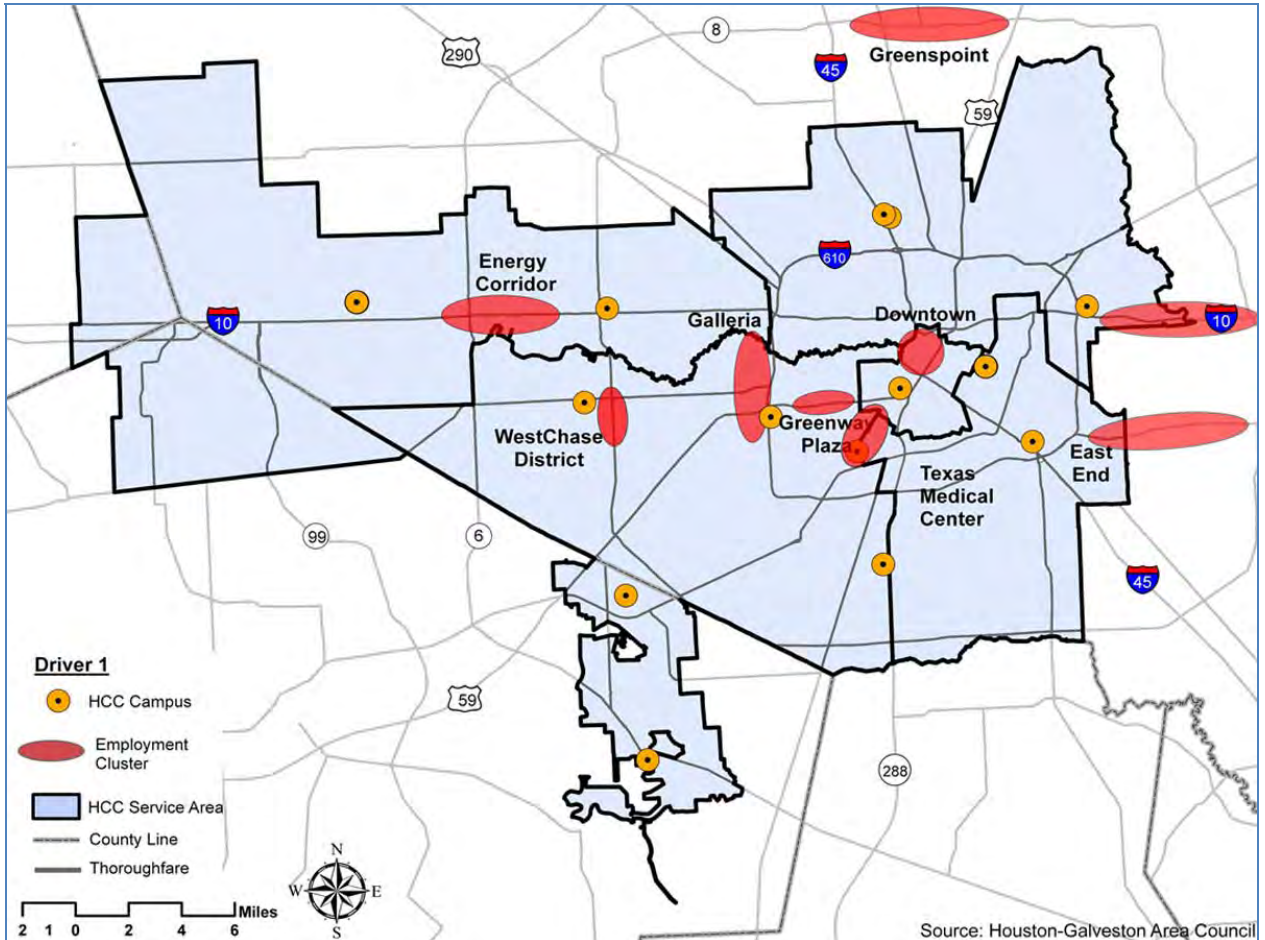 8
290
45
Greenspoint
59
610
Energy
Corridor
10
Galleria
Downtown
10
WestChase
District
Greenway
Plaza
Texas
Medical
Center
East
End
99
6
45
59
288
Driver 1
HCC Campus
Employment
Cluster
HCC Service Area
County Line
Thoroughfare
N
W E
S
Miles
2 1 0 2 4 6
Source: Houston-Galveston Area Council